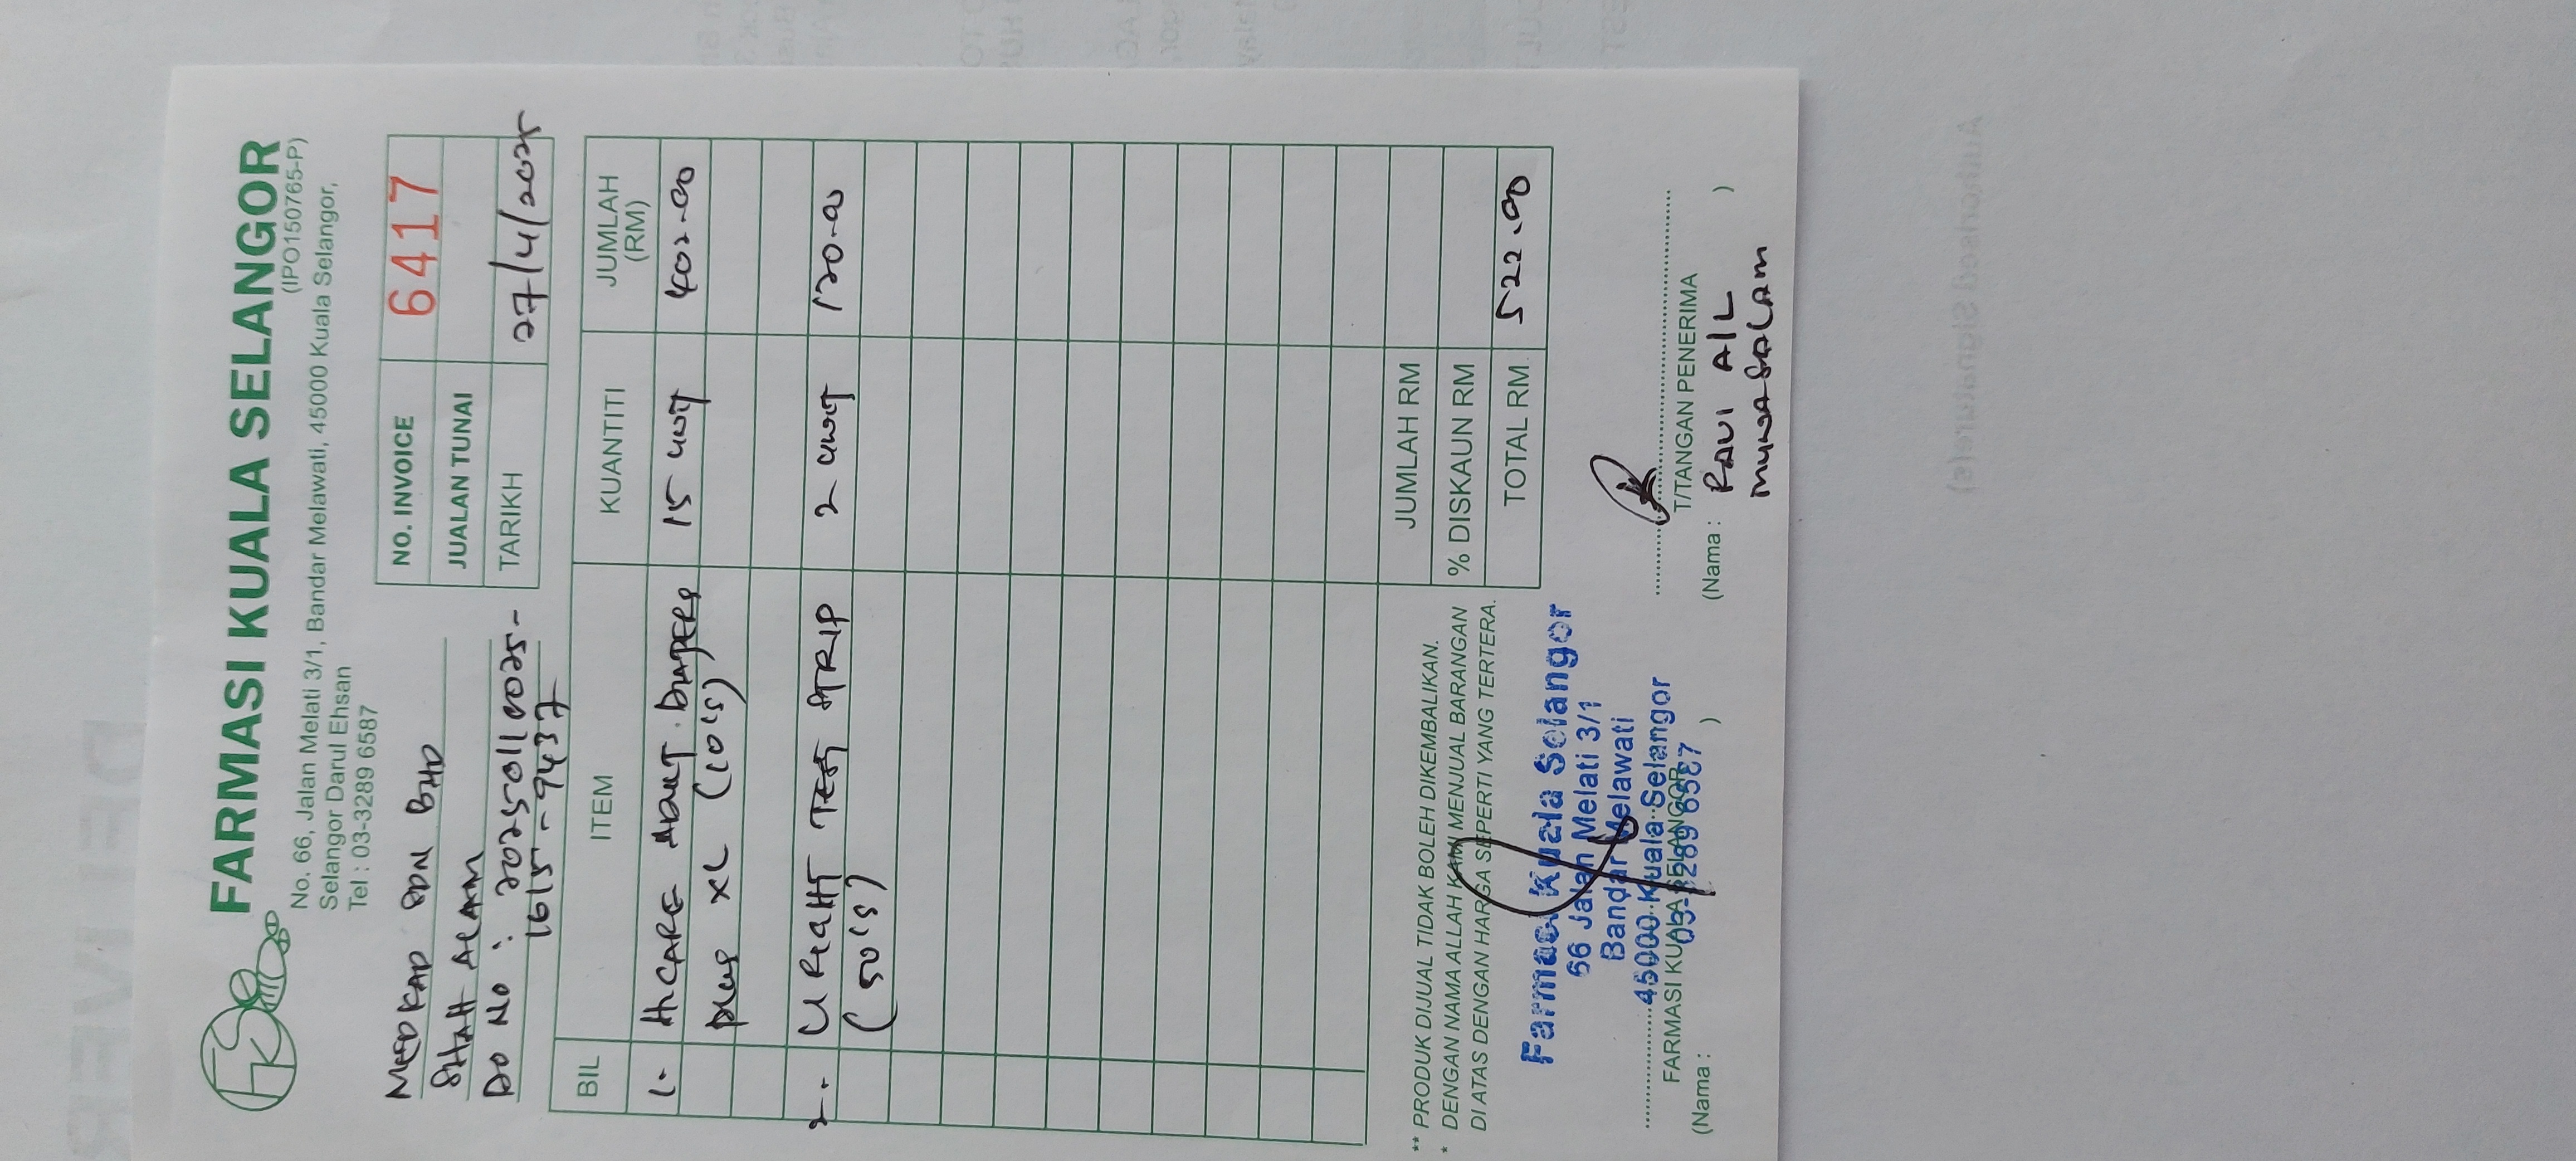 FARMASI KUALA SELANGOR
(IPO150765-P)
No. 66, Jalan Melati 3/1, Bandar Melawati, 45000 Kuala Selangor,
Selangor Darul Ehsan
Tel : 03-3289 6587
MEDKAD SDN BHD
SHAH ALAM
DO NO : 202501100025-
1615-9437
NO. INVOICE 6417
JUALAN TUNAI
TARIKH 27/4/2025
BIL ITEM KUANTITI JUMLAH (RM)
1. H.CARE ADULT DIAPERS 15 unit 402.00
plus XL (10's)
2. U RIGHT TEST STRIP 2 unit 120.00
(50's)
JUMLAH RM
% DISKAUN RM
TOTAL RM 522.00
** PRODUK DIJUAL TIDAK BOLEH DIKEMBALIKAN.
* DENGAN NAMA ALLAH KAMI MENJUAL BARANGAN
DI ATAS DENGAN HARGA SEPERTI YANG TERTERA.
Farmasi Kuala Selangor
66 Jalan Melati 3/1
Bandar Melawati
45000 Kuala Selangor
03-3289 6587
FARMASI KUALA SELANGOR
(Nama : )
T/TANGAN PENERIMA
(Nama : RAVI A/L )
Authorised Signature(s)